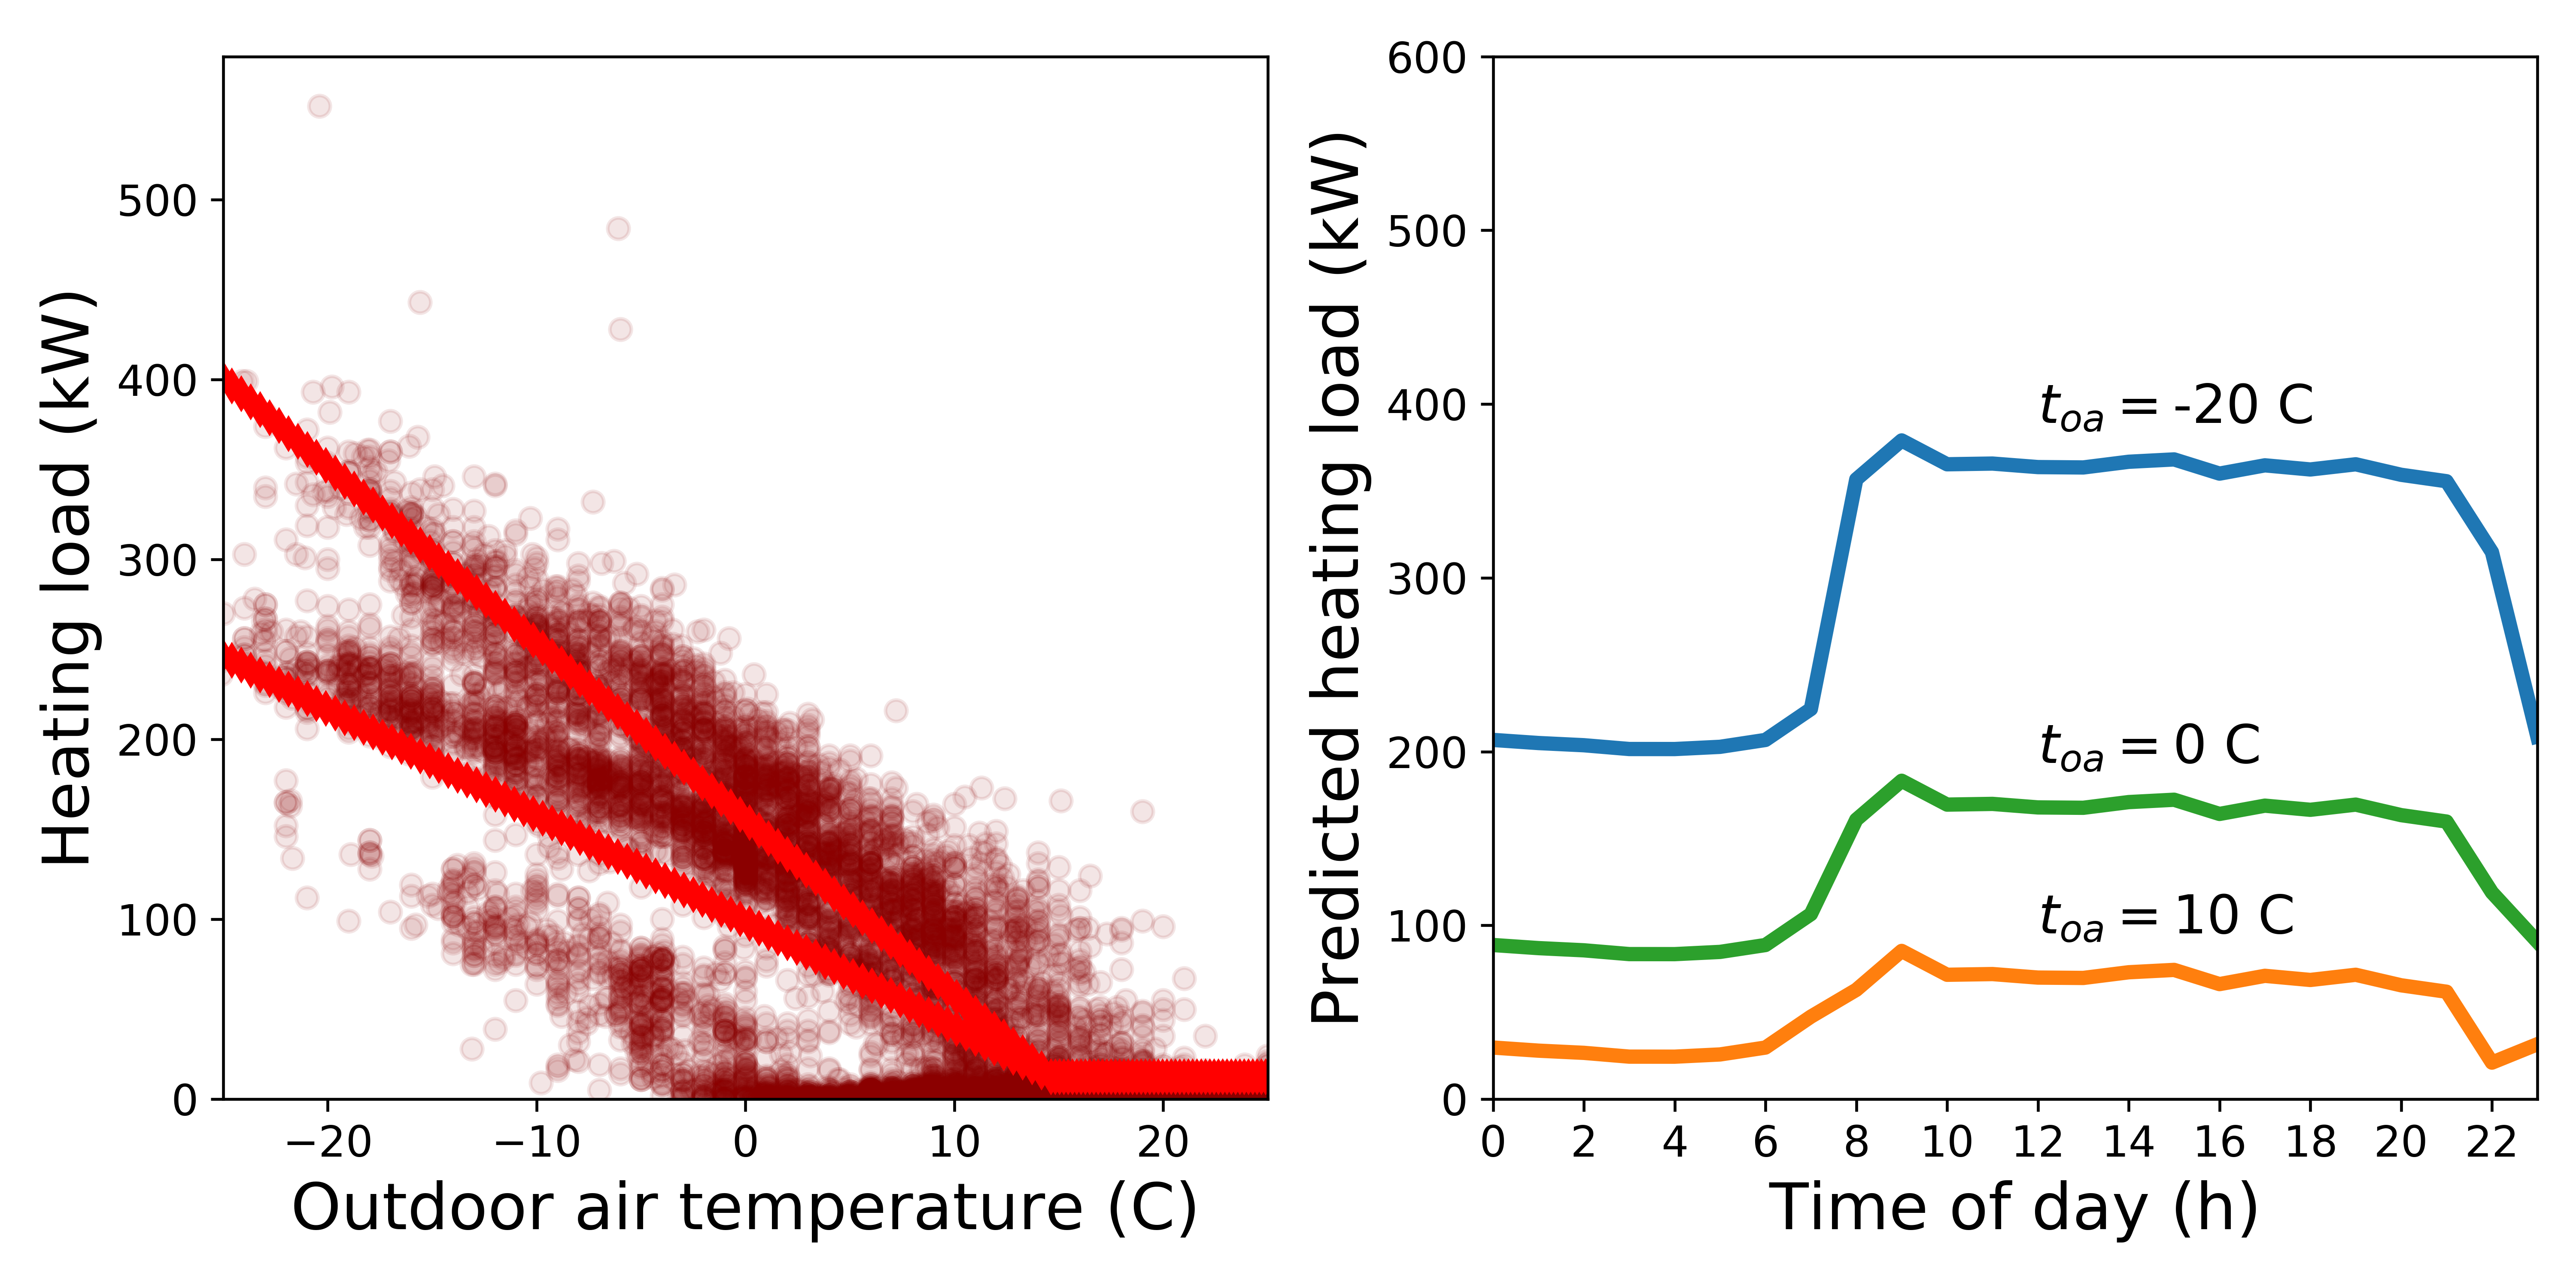 Heating load (kW)
500
400
300
200
100
0
−20 −10 0 10 20
Outdoor air temperature (C)
Predicted heating load (kW)
600
500
400
300
200
100
0
t_oa = -20 C
t_oa = 0 C
t_oa = 10 C
0 2 4 6 8 10 12 14 16 18 20 22
Time of day (h)